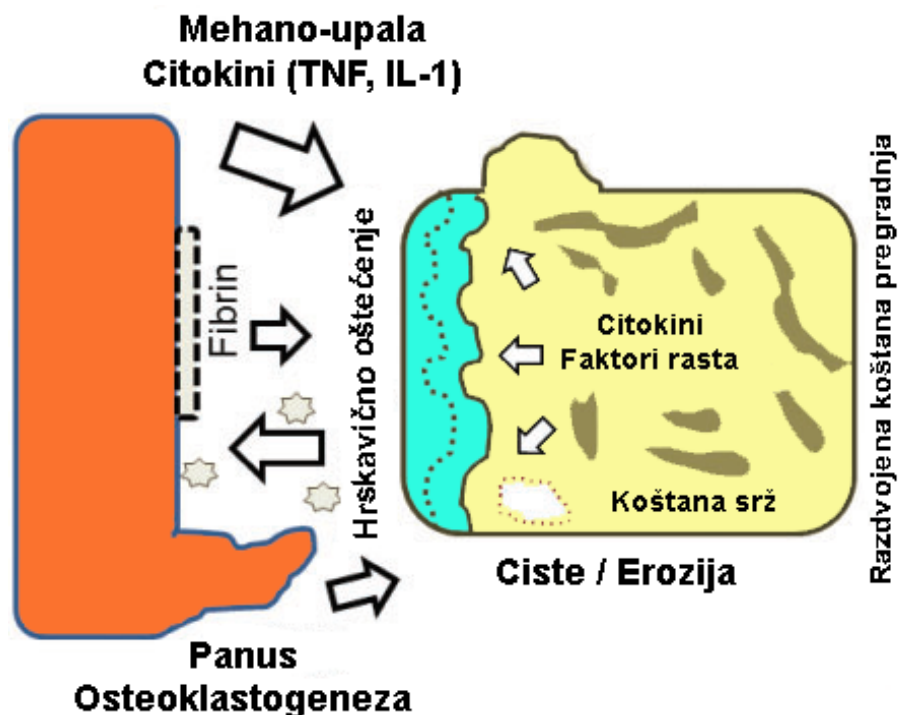 Mehano-upala
Citokini (TNF, IL-1)
Fibrin
Hrskavično oštećenje
Citokini
Faktori rasta
Koštana srž
Razdvojena koštana pregradnja
Ciste / Erozija
Panus
Osteoklastogeneza